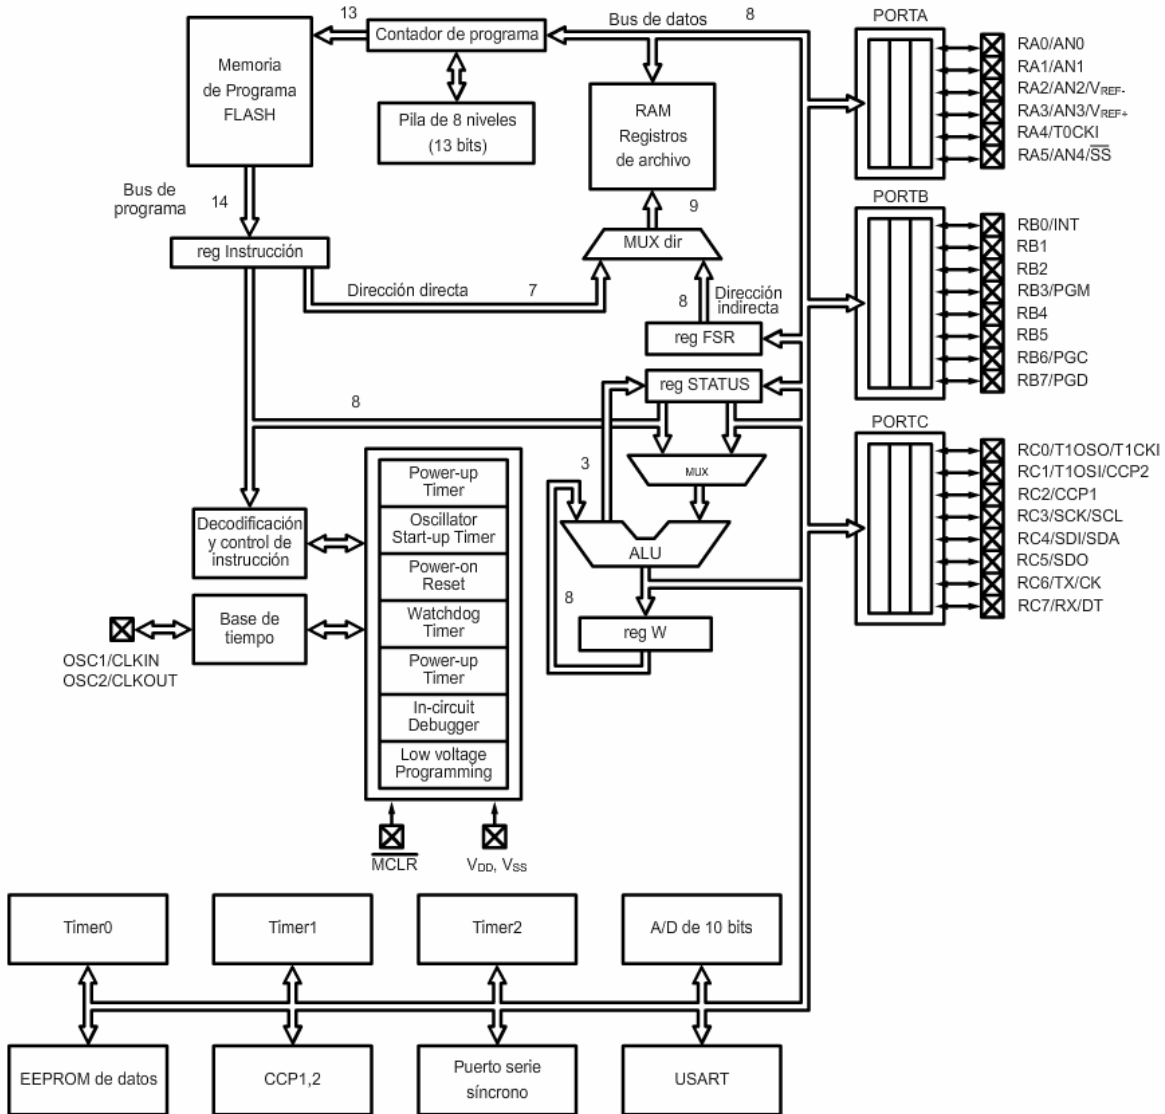 13
Bus de datos
8
Contador de programa
Memoria
de Programa
FLASH
Pila de 8 niveles
(13 bits)
RAM
Registros
de archivo
Bus de
programa
14
9
reg Instrucción
MUX dir
Dirección directa
7
8
Dirección
indirecta
reg FSR
reg STATUS
8
3
MUX
ALU
8
reg W
Decodificación
y control de
instrucción
Base de
tiempo
OSC1/CLKIN
OSC2/CLKOUT
Power-up
Timer
Oscillator
Start-up Timer
Power-on
Reset
Watchdog
Timer
Power-up
Timer
In-circuit
Debugger
Low voltage
Programming
MCLR
VDD, VSS
PORTA
RA0/AN0
RA1/AN1
RA2/AN2/VREF-
RA3/AN3/VREF+
RA4/T0CKI
RA5/AN4/SS
PORTB
RB0/INT
RB1
RB2
RB3/PGM
RB4
RB5
RB6/PGC
RB7/PGD
PORTC
RC0/T1OSO/T1CKI
RC1/T1OSI/CCP2
RC2/CCP1
RC3/SCK/SCL
RC4/SDI/SDA
RC5/SDO
RC6/TX/CK
RC7/RX/DT
Timer0
Timer1
Timer2
A/D de 10 bits
EEPROM de datos
CCP1,2
Puerto serie
síncrono
USART